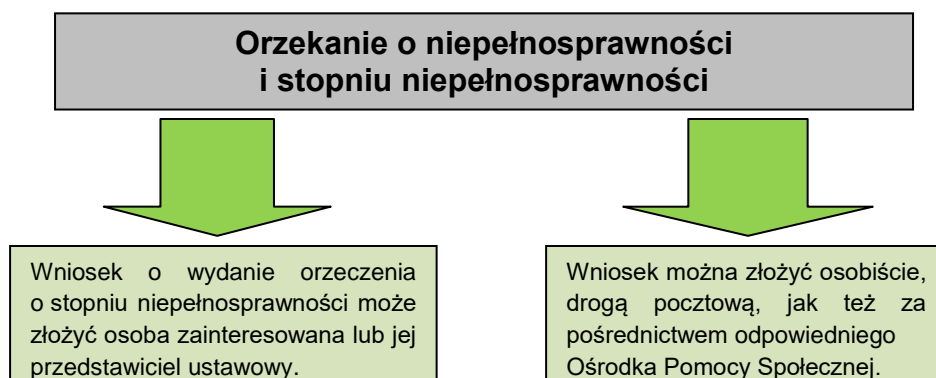 Orzekanie o niepełnosprawności
i stopniu niepełnosprawności
Wniosek o wydanie orzeczenia
o stopniu niepełnosprawności może
złożyć osoba zainteresowana lub jej
przedstawiciel ustawowy.
Wniosek można złożyć osobiście,
drogą pocztową, jak też za
pośrednictwem odpowiedniego
Ośrodka Pomocy Społecznej.